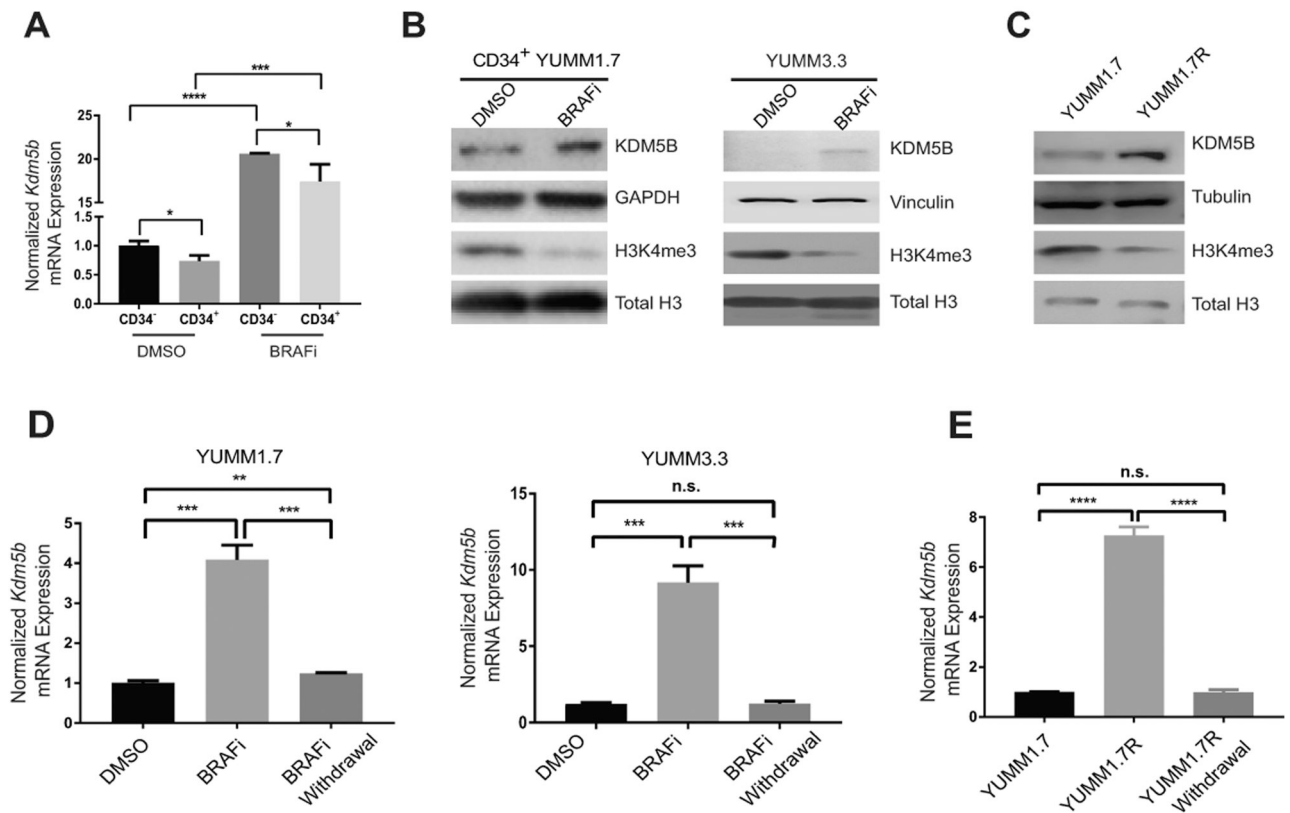 A
***
****
*
*
25
20
15
1.5
1.0
0.5
0.0
Normalized Kdm5b
mRNA Expression
CD34- CD34+ CD34- CD34+
DMSO BRAFi
B
CD34+ YUMM1.7
DMSO BRAFi
KDM5B
GAPDH
H3K4me3
Total H3
YUMM3.3
DMSO BRAFi
KDM5B
Vinculin
H3K4me3
Total H3
C
YUMM1.7 YUMM1.7R
KDM5B
Tubulin
H3K4me3
Total H3
D
YUMM1.7
**
*** ***
5
4
3
2
1
0
Normalized Kdm5b
mRNA Expression
DMSO
BRAFi
BRAFi
Withdrawal
YUMM3.3
n.s.
*** ***
15
10
5
0
Normalized Kdm5b
mRNA Expression
DMSO
BRAFi
BRAFi
Withdrawal
E
n.s.
**** ****
8
6
4
2
0
Normalized Kdm5b
mRNA Expression
YUMM1.7
YUMM1.7R
YUMM1.7R
Withdrawal